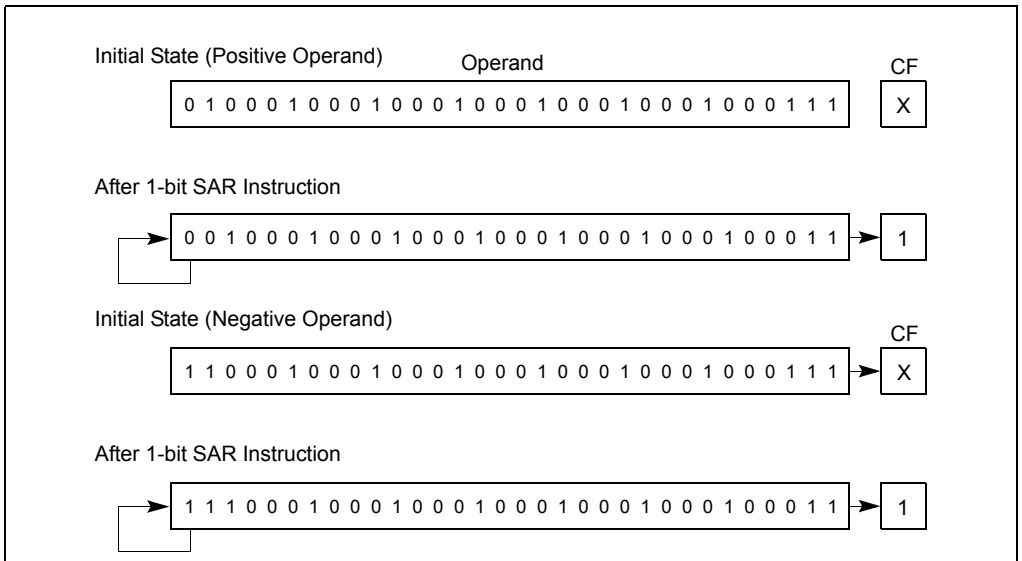 Initial State (Positive Operand)
Operand
CF
0 1 0 0 0 1 0 0 0 1 0 0 0 1 0 0 0 1 0 0 0 1 0 0 0 1 0 0 0 1 1 1
X
After 1-bit SAR Instruction
0 0 1 0 0 0 1 0 0 0 1 0 0 0 1 0 0 0 1 0 0 0 1 0 0 0 1 0 0 0 1 1
1
Initial State (Negative Operand)
CF
1 1 0 0 0 1 0 0 0 1 0 0 0 1 0 0 0 1 0 0 0 1 0 0 0 1 0 0 0 1 1 1
X
After 1-bit SAR Instruction
1 1 1 0 0 0 1 0 0 0 1 0 0 0 1 0 0 0 1 0 0 0 1 0 0 0 1 0 0 0 1 1
1